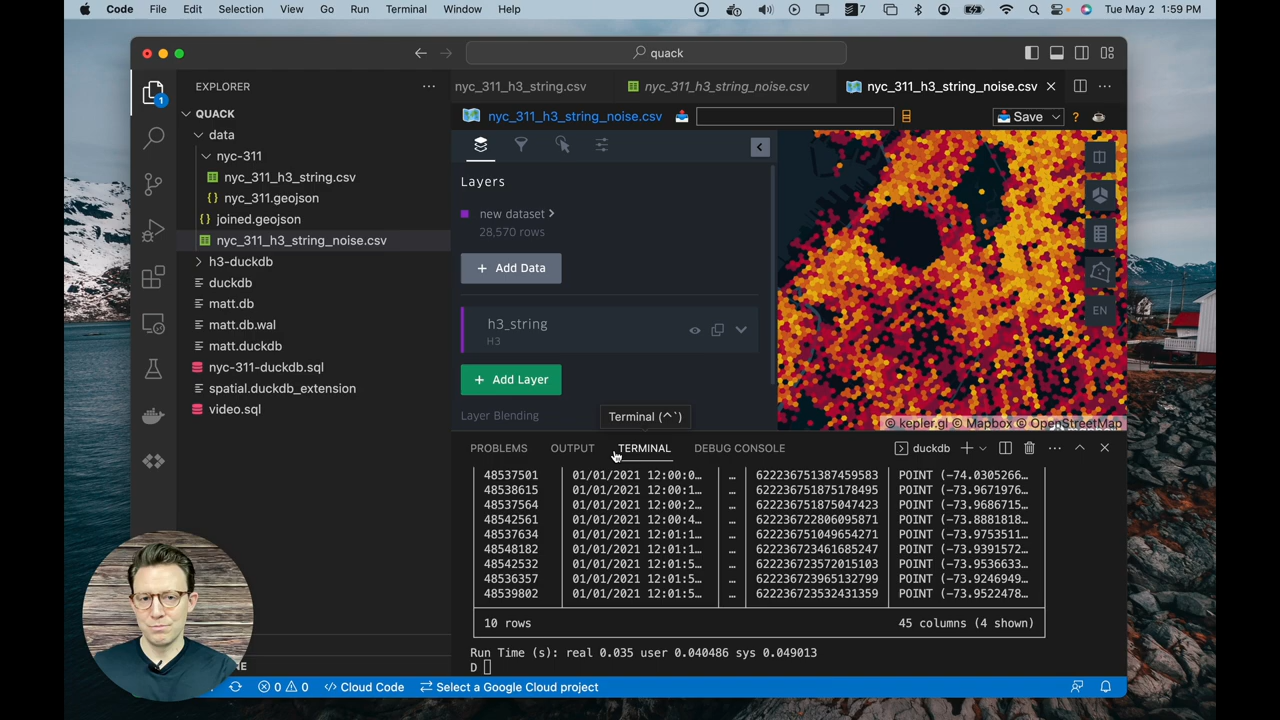 Code File Edit Selection View Go Run Terminal Window Help 7 Tue May 2 1:59 PM
quack
EXPLORER
nyc_311_h3_string.csv nyc_311_h3_string_noise.csv nyc_311_h3_string_noise.csv
QUACK
nyc_311_h3_string_noise.csv Save ?
data
nyc-311
nyc_311_h3_string.csv
nyc_311.geojson
joined.geojson
nyc_311_h3_string_noise.csv
h3-duckdb
duckdb
matt.db
matt.db.wal
matt.duckdb
nyc-311-duckdb.sql
spatial.duckdb_extension
video.sql
1
Layers
new dataset
28,570 rows
+ Add Data
h3_string
H3
+ Add Layer
Layer Blending
Terminal (^`)
EN
© kepler.gl © Mapbox © OpenStreetMap
PROBLEMS OUTPUT TERMINAL DEBUG CONSOLE duckdb
48537501 01/01/2021 12:00:0… … 622236751387459583 POINT (-74.0305266…
48538615 01/01/2021 12:00:1… … 622236751875178495 POINT (-73.9671976…
48537564 01/01/2021 12:00:2… … 622236751875047423 POINT (-73.9686715…
48542561 01/01/2021 12:00:4… … 622236722806095871 POINT (-73.8881818…
48537634 01/01/2021 12:01:1… … 622236751049654271 POINT (-73.9753511…
48548182 01/01/2021 12:01:1… … 622236723461685247 POINT (-73.9391572…
48542532 01/01/2021 12:01:5… … 622236723572015103 POINT (-73.9536633…
48536357 01/01/2021 12:01:5… … 622236723965132799 POINT (-73.9246949…
48539802 01/01/2021 12:01:5… … 622236723532431359 POINT (-73.9522478…
10 rows 45 columns (4 shown)
Run Time (s): real 0.035 user 0.040486 sys 0.049013
D
0 0 Cloud Code Select a Google Cloud project